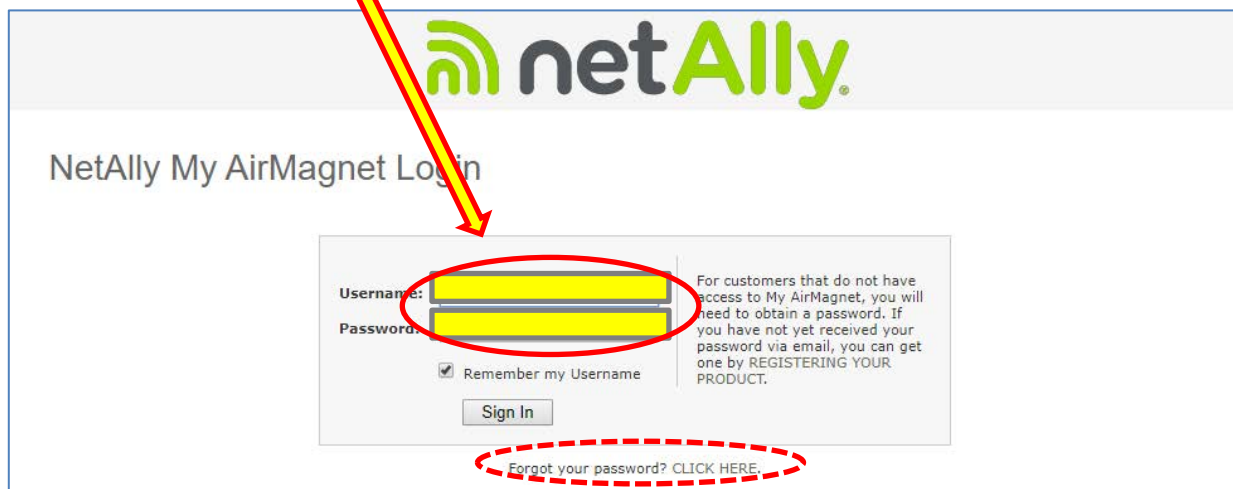 netAlly®
NetAlly My AirMagnet Login
Username:
Password:
Remember my Username
Sign In
For customers that do not have
access to My AirMagnet, you will
need to obtain a password. If
you have not yet received your
password via email, you can get
one by REGISTERING YOUR
PRODUCT.
Forgot your password? CLICK HERE.